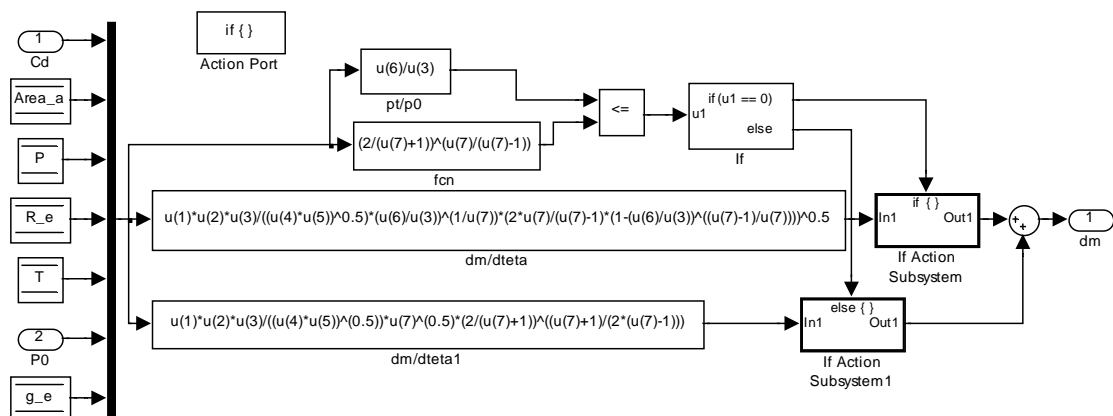 1
Cd
Area_a
P
R_e
T
2
P0
g_e
if { }
Action Port
u(6)/u(3)
pt/p0
(2/(u(7)+1))^(u(7)/(u(7)-1))
fcn
<=
u1
if(u1 == 0)
else
If
u(1)*u(2)*u(3)/((u(4)*u(5))^0.5)*(u(6)/u(3))^(1/u(7))*(2*u(7)/(u(7)-1)*(1-(u(6)/u(3))^((u(7)-1)/u(7))))^0.5
dm/dteta
if { }
In1
Out1
If Action
Subsystem
+
+
1
dm
u(1)*u(2)*u(3)/((u(4)*u(5))^(0.5))*u(7)^(0.5)*(2/(u(7)+1))^((u(7)+1)/(2*(u(7)-1)))
dm/dteta1
else { }
In1
Out1
If Action
Subsystem1